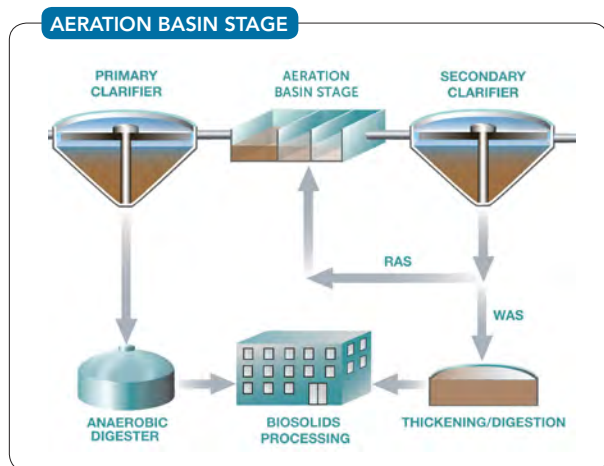 AERATION BASIN STAGE
PRIMARY
CLARIFIER
AERATION
BASIN STAGE
SECONDARY
CLARIFIER
RAS
WAS
ANAEROBIC
DIGESTER
BIOSOLIDS
PROCESSING
THICKENING/DIGESTION